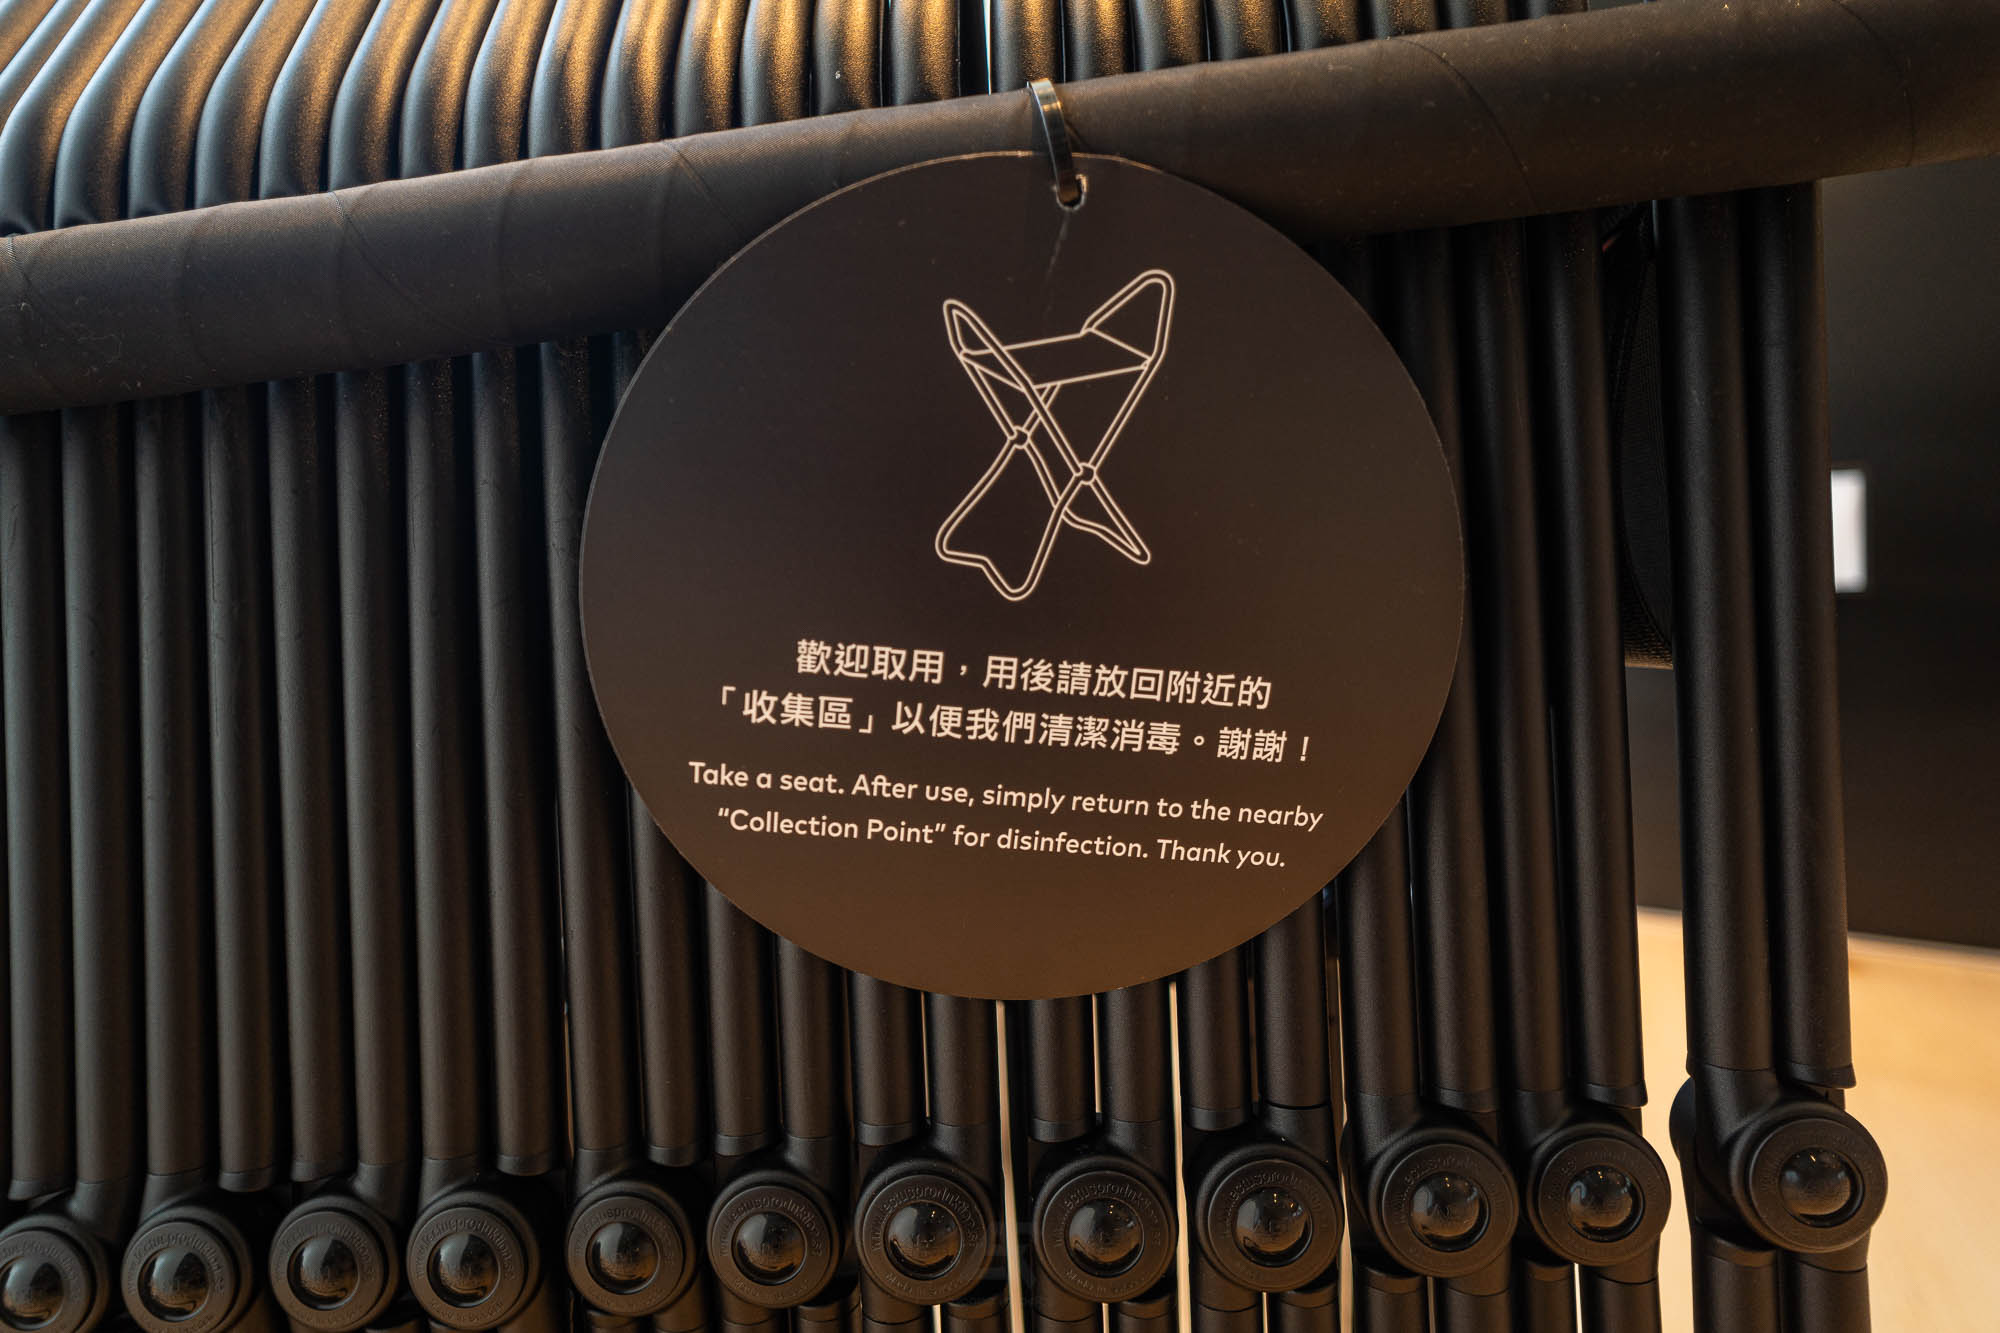 歡迎取用，用後請放回附近的
「收集區」以便我們清潔消毒。謝謝！
Take a seat. After use, simply return to the nearby
“Collection Point” for disinfection. Thank you.